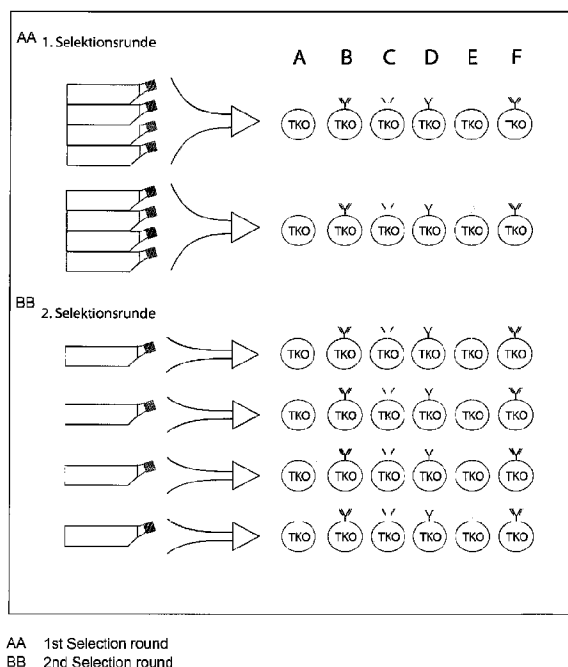 AA 1. Selektionsrunde
A B C D E F
TKO TKO TKO TKO TKO TKO
TKO TKO TKO TKO TKO TKO
BB 2. Selektionsrunde
TKO TKO TKO TKO TKO TKO
TKO TKO TKO TKO TKO TKO
TKO TKO TKO TKO TKO TKO
TKO TKO TKO TKO TKO TKO
AA 1st Selection round
BB 2nd Selection round